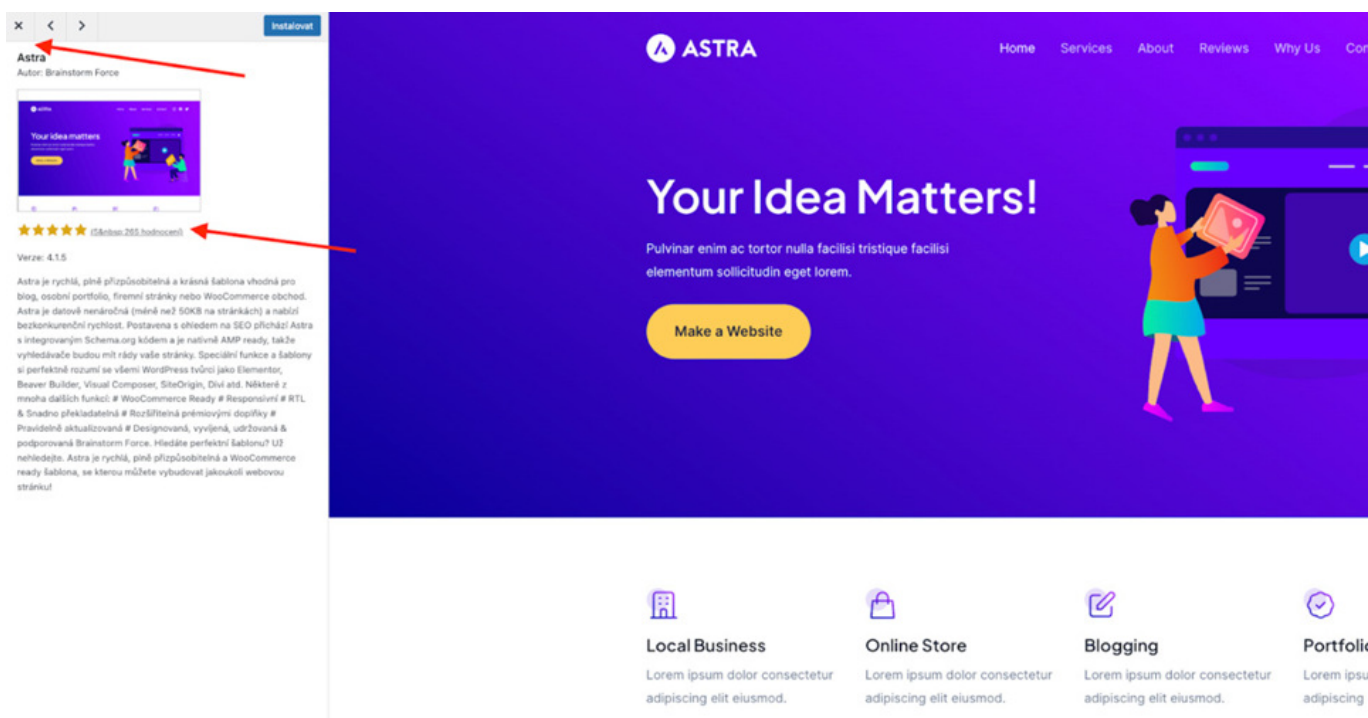 Instalovat
Astra
Autor: Brainstorm Force
Your idea matters
(5&nbsp;265 hodnocení)
Verze: 4.1.5
Astra je rychlá, plně přizpůsobitelná a krásná šablona vhodná pro
blog, osobní portfolio, firemní stránky nebo WooCommerce obchod.
Astra je datově nenáročná (méně než 50KB na stránkách) a nabízí
bezkonkurenční rychlost. Postavena s ohledem na SEO přichází Astra
s integrovaným Schema.org kódem a je nativně AMP ready, takže
vyhledávače budou mít rády vaše stránky. Speciální funkce a šablony
si perfektně rozumí se všemi WordPress tvůrci jako Elementor,
Beaver Builder, Visual Composer, SiteOrigin, Divi atd. Některé z
mnoha dalších funkcí: # WooCommerce Ready # Responsivní # RTL
& Snadno překladatelná # Rozšiřitelná prémiovými doplňky #
Pravidelně aktualizovaná # Designovaná, vyvíjená, udržovaná &
podporovaná Brainstorm Force. Hledáte perfektní šablonu? Už
nehledejte. Astra je rychlá, plně přizpůsobitelná a WooCommerce
ready šablona, se kterou můžete vybudovat jakoukoli webovou
stránku!
ASTRA
Home Services About Reviews Why Us Con
Your Idea Matters!
Pulvinar enim ac tortor nulla facilisi tristique facilisi
elementum sollicitudin eget lorem.
Make a Website
Local Business
Lorem ipsum dolor consectetur
adipiscing elit eiusmod.
Online Store
Lorem ipsum dolor consectetur
adipiscing elit eiusmod.
Blogging
Lorem ipsum dolor consectetur
adipiscing elit eiusmod.
Portfolio
Lorem ipsu
adipiscing